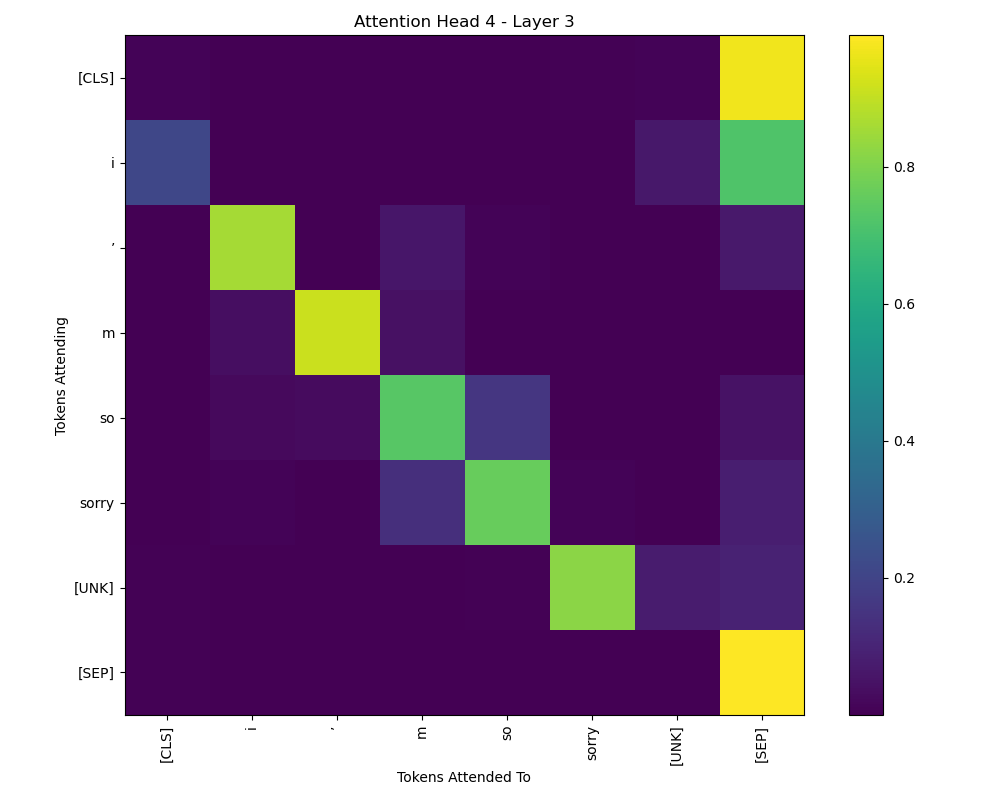 Attention Head 4 - Layer 3
Tokens Attending
[CLS]
i
’
m
so
sorry
[UNK]
[SEP]
[CLS]
i
’
m
so
sorry
[UNK]
[SEP]
Tokens Attended To
0.8
0.6
0.4
0.2